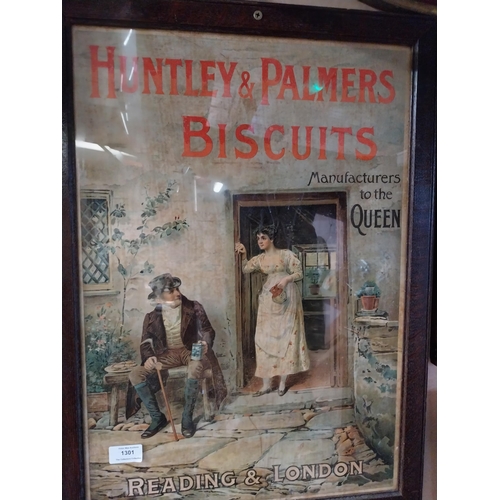 HUNTLEY & PALMERS
BISCUITS
Manufacturers
to the
QUEEN
1301
READING & LONDON